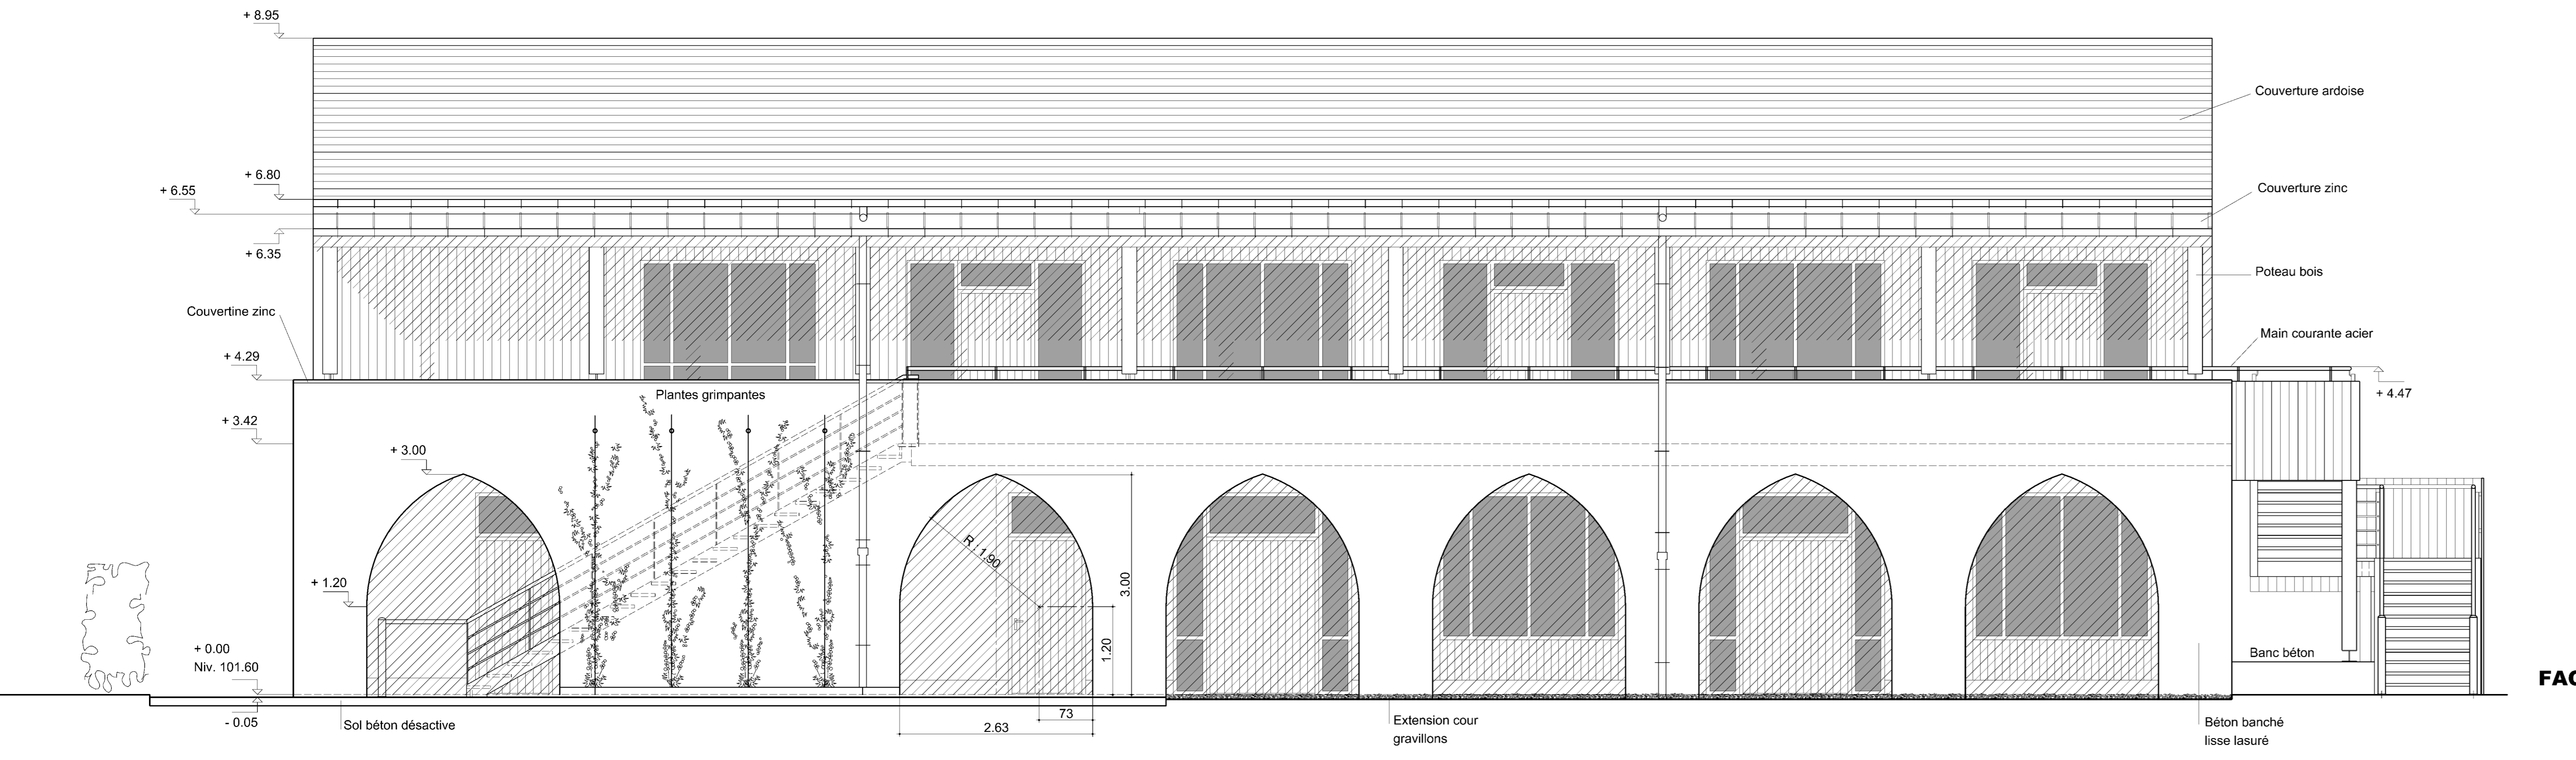 + 8.95
Couverture ardoise
+ 6.80
+ 6.55
Couverture zinc
+ 6.35
Poteau bois
Couvertine zinc
Main courante acier
+ 4.29
+ 4.47
Plantes grimpantes
+ 3.42
+ 3.00
R : 1.90
3.00
+ 1.20
1.20
+ 0.00
Niv. 101.60
Banc béton
FAC
- 0.05
Sol béton désactive
73
2.63
Extension cour
gravillons
Béton banché
lisse lasuré